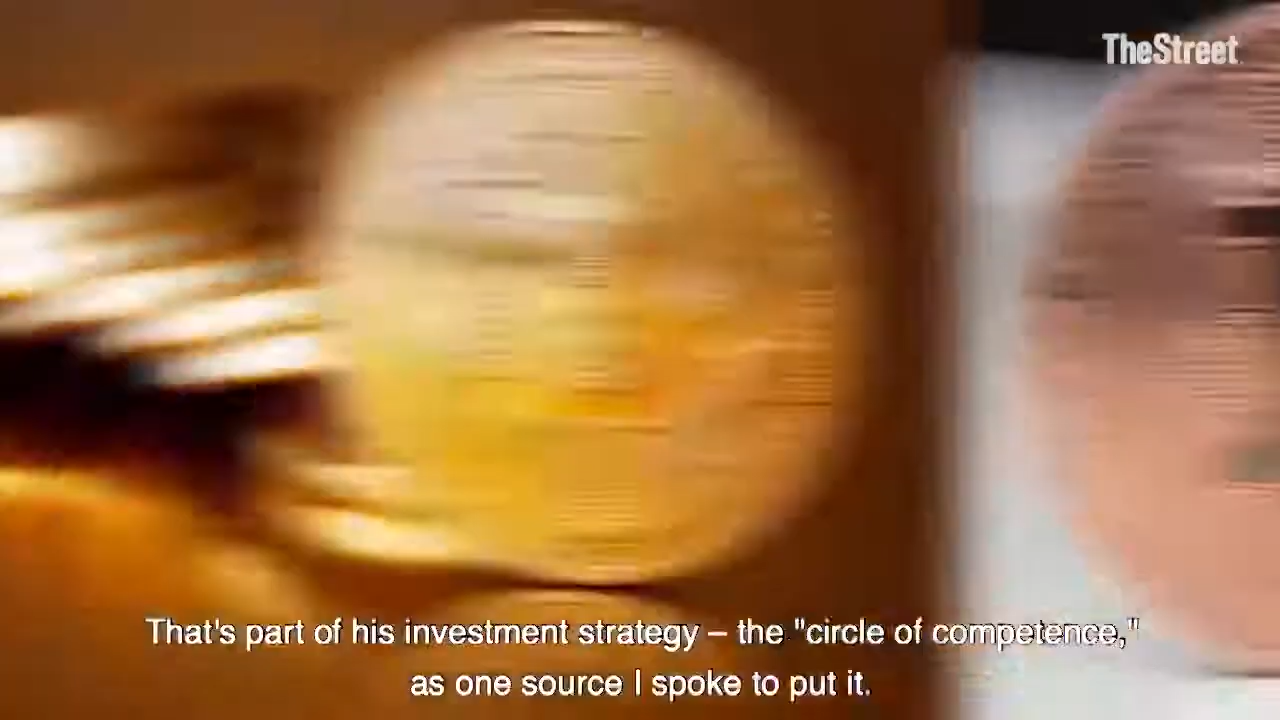 TheStreet
That's part of his investment strategy – the "circle of competence,"
as one source I spoke to put it.